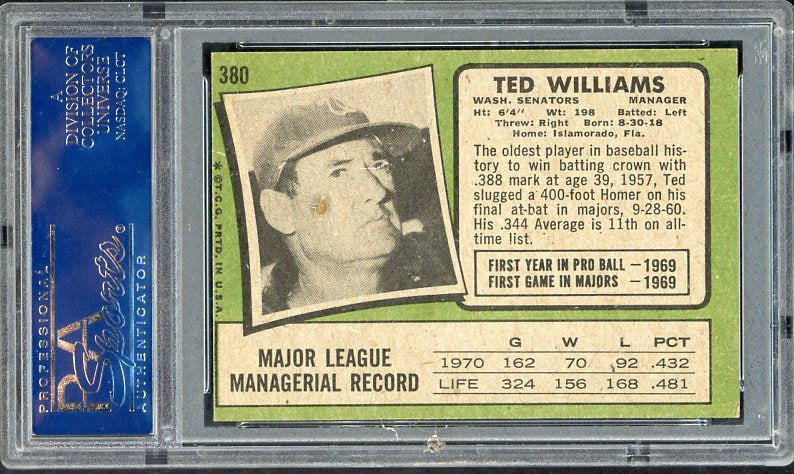 A
DIVISION OF
COLLECTORS
UNIVERSE
NASDAQ: CLCT
PROFESSIONAL
PSA
Sports®
AUTHENTICATOR
380
*©T.C.G. PRTD. IN U.S.A.
TED WILLIAMS
WASH. SENATORS MANAGER
Ht: 6'4" Wt: 198 Batted: Left
Threw: Right Born: 8-30-18
Home: Islamorado, Fla.
The oldest player in baseball his-
tory to win batting crown with
.388 mark at age 39, 1957, Ted
slugged a 400-foot Homer on his
final at-bat in majors, 9-28-60.
His .344 Average is 11th on all-
time list.
FIRST YEAR IN PRO BALL — 1969
FIRST GAME IN MAJORS — 1969
MAJOR LEAGUE
MANAGERIAL RECORD
G W L PCT
1970 162 70 92 .432
LIFE 324 156 168 .481